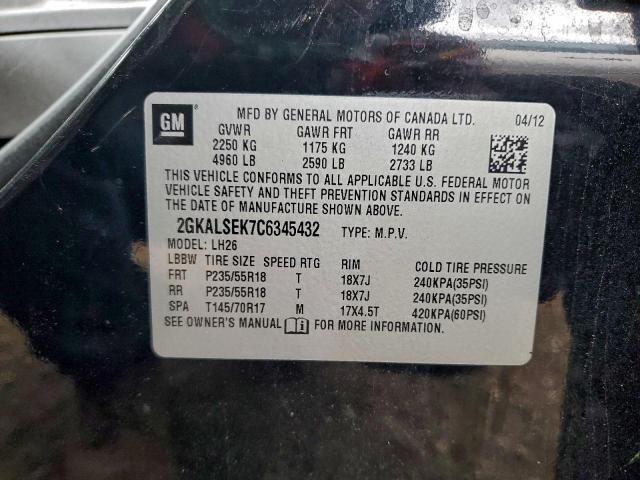 GM
MFD BY GENERAL MOTORS OF CANADA LTD. 04/12
GVWR GAWR FRT GAWR RR
2250 KG 1175 KG 1240 KG
4960 LB 2590 LB 2733 LB
THIS VEHICLE CONFORMS TO ALL APPLICABLE U.S. FEDERAL MOTOR
VEHICLE SAFETY AND THEFT PREVENTION STANDARDS IN EFFECT ON
THE DATE OF MANUFACTURE SHOWN ABOVE.
2GKALSEK7C6345432 TYPE: M.P.V.
MODEL: LH26
LBBW TIRE SIZE SPEED RTG RIM COLD TIRE PRESSURE
FRT P235/55R18 T 18X7J 240KPA(35PSI)
RR P235/55R18 T 18X7J 240KPA(35PSI)
SPA T145/70R17 M 17X4.5T 420KPA(60PSI)
SEE OWNER'S MANUAL FOR MORE INFORMATION.